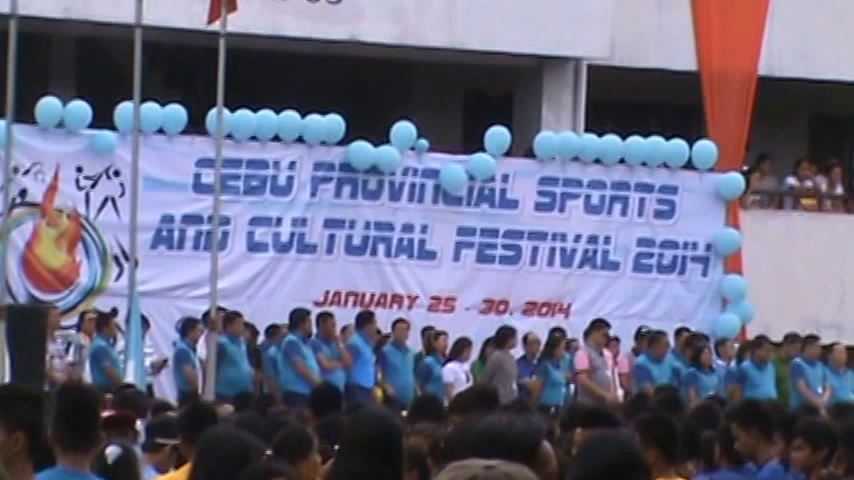 CEBU PROVINCIAL SPORTS
AND CULTURAL FESTIVAL 2014
JANUARY 25 - 30, 2014